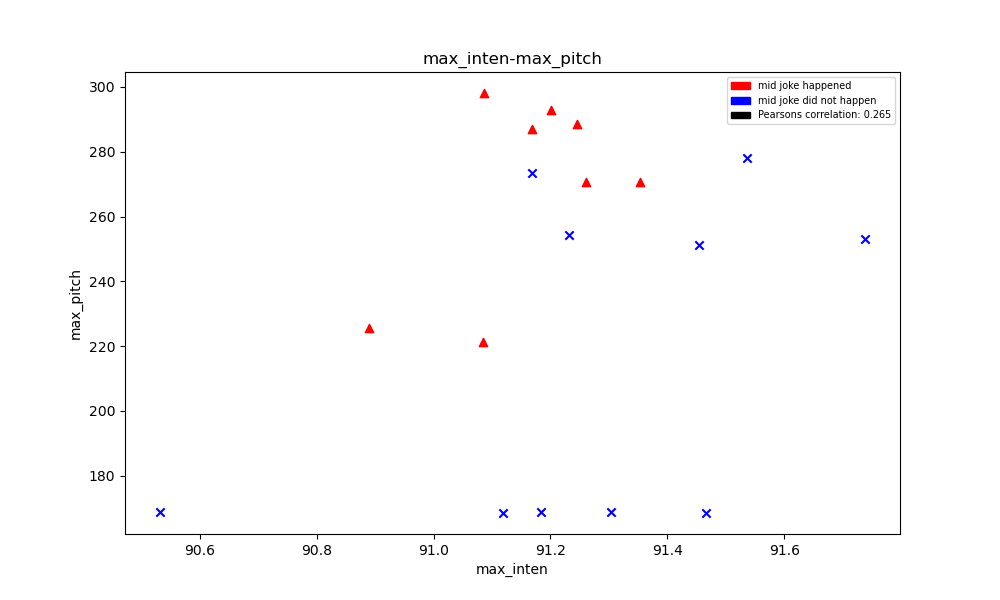 max_inten-max_pitch
mid joke happened
mid joke did not happen
Pearsons correlation: 0.265
300
280
260
240
220
200
180
max_pitch
90.6
90.8
91.0
91.2
91.4
91.6
max_inten